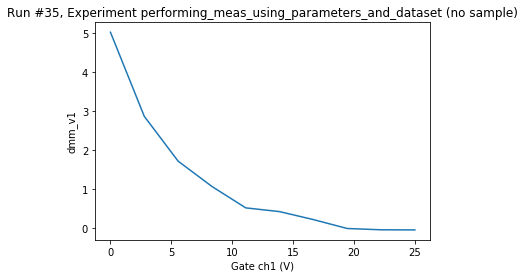 Run #35, Experiment performing_meas_using_parameters_and_dataset (no sample)
5
4
3
2
1
0
dmm_v1
0 5 10 15 20 25
Gate ch1 (V)